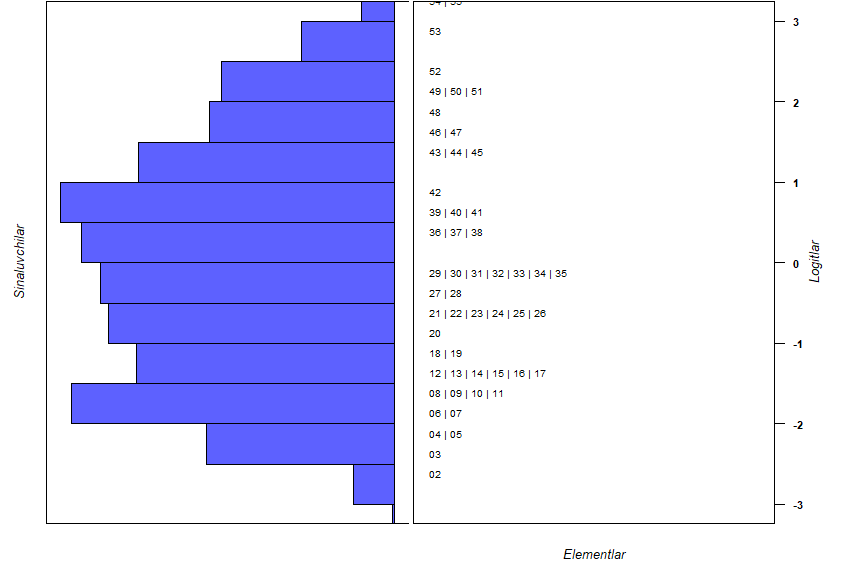 53
3
52
49 | 50 | 51
2
48
46 | 47
43 | 44 | 45
1
42
39 | 40 | 41
36 | 37 | 38
Sinaluvchilar
Logitlar
0
29 | 30 | 31 | 32 | 33 | 34 | 35
27 | 28
21 | 22 | 23 | 24 | 25 | 26
20
-1
18 | 19
12 | 13 | 14 | 15 | 16 | 17
08 | 09 | 10 | 11
06 | 07
-2
04 | 05
03
02
-3
Elementlar